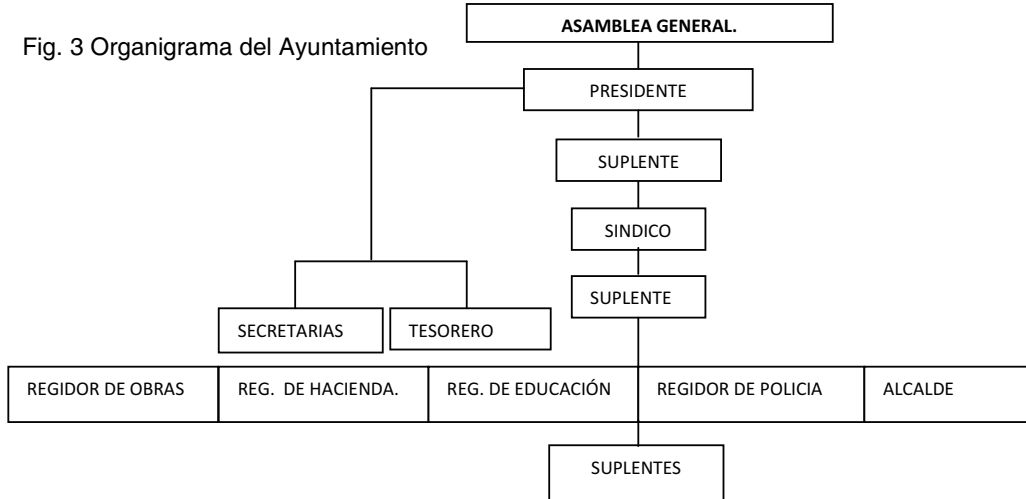 Fig. 3 Organigrama del Ayuntamiento
ASAMBLEA GENERAL.
PRESIDENTE
SUPLENTE
SINDICO
SUPLENTE
SECRETARIAS
TESORERO
REGIDOR DE OBRAS
REG. DE HACIENDA.
REG. DE EDUCACIÓN
REGIDOR DE POLICIA
ALCALDE
SUPLENTES